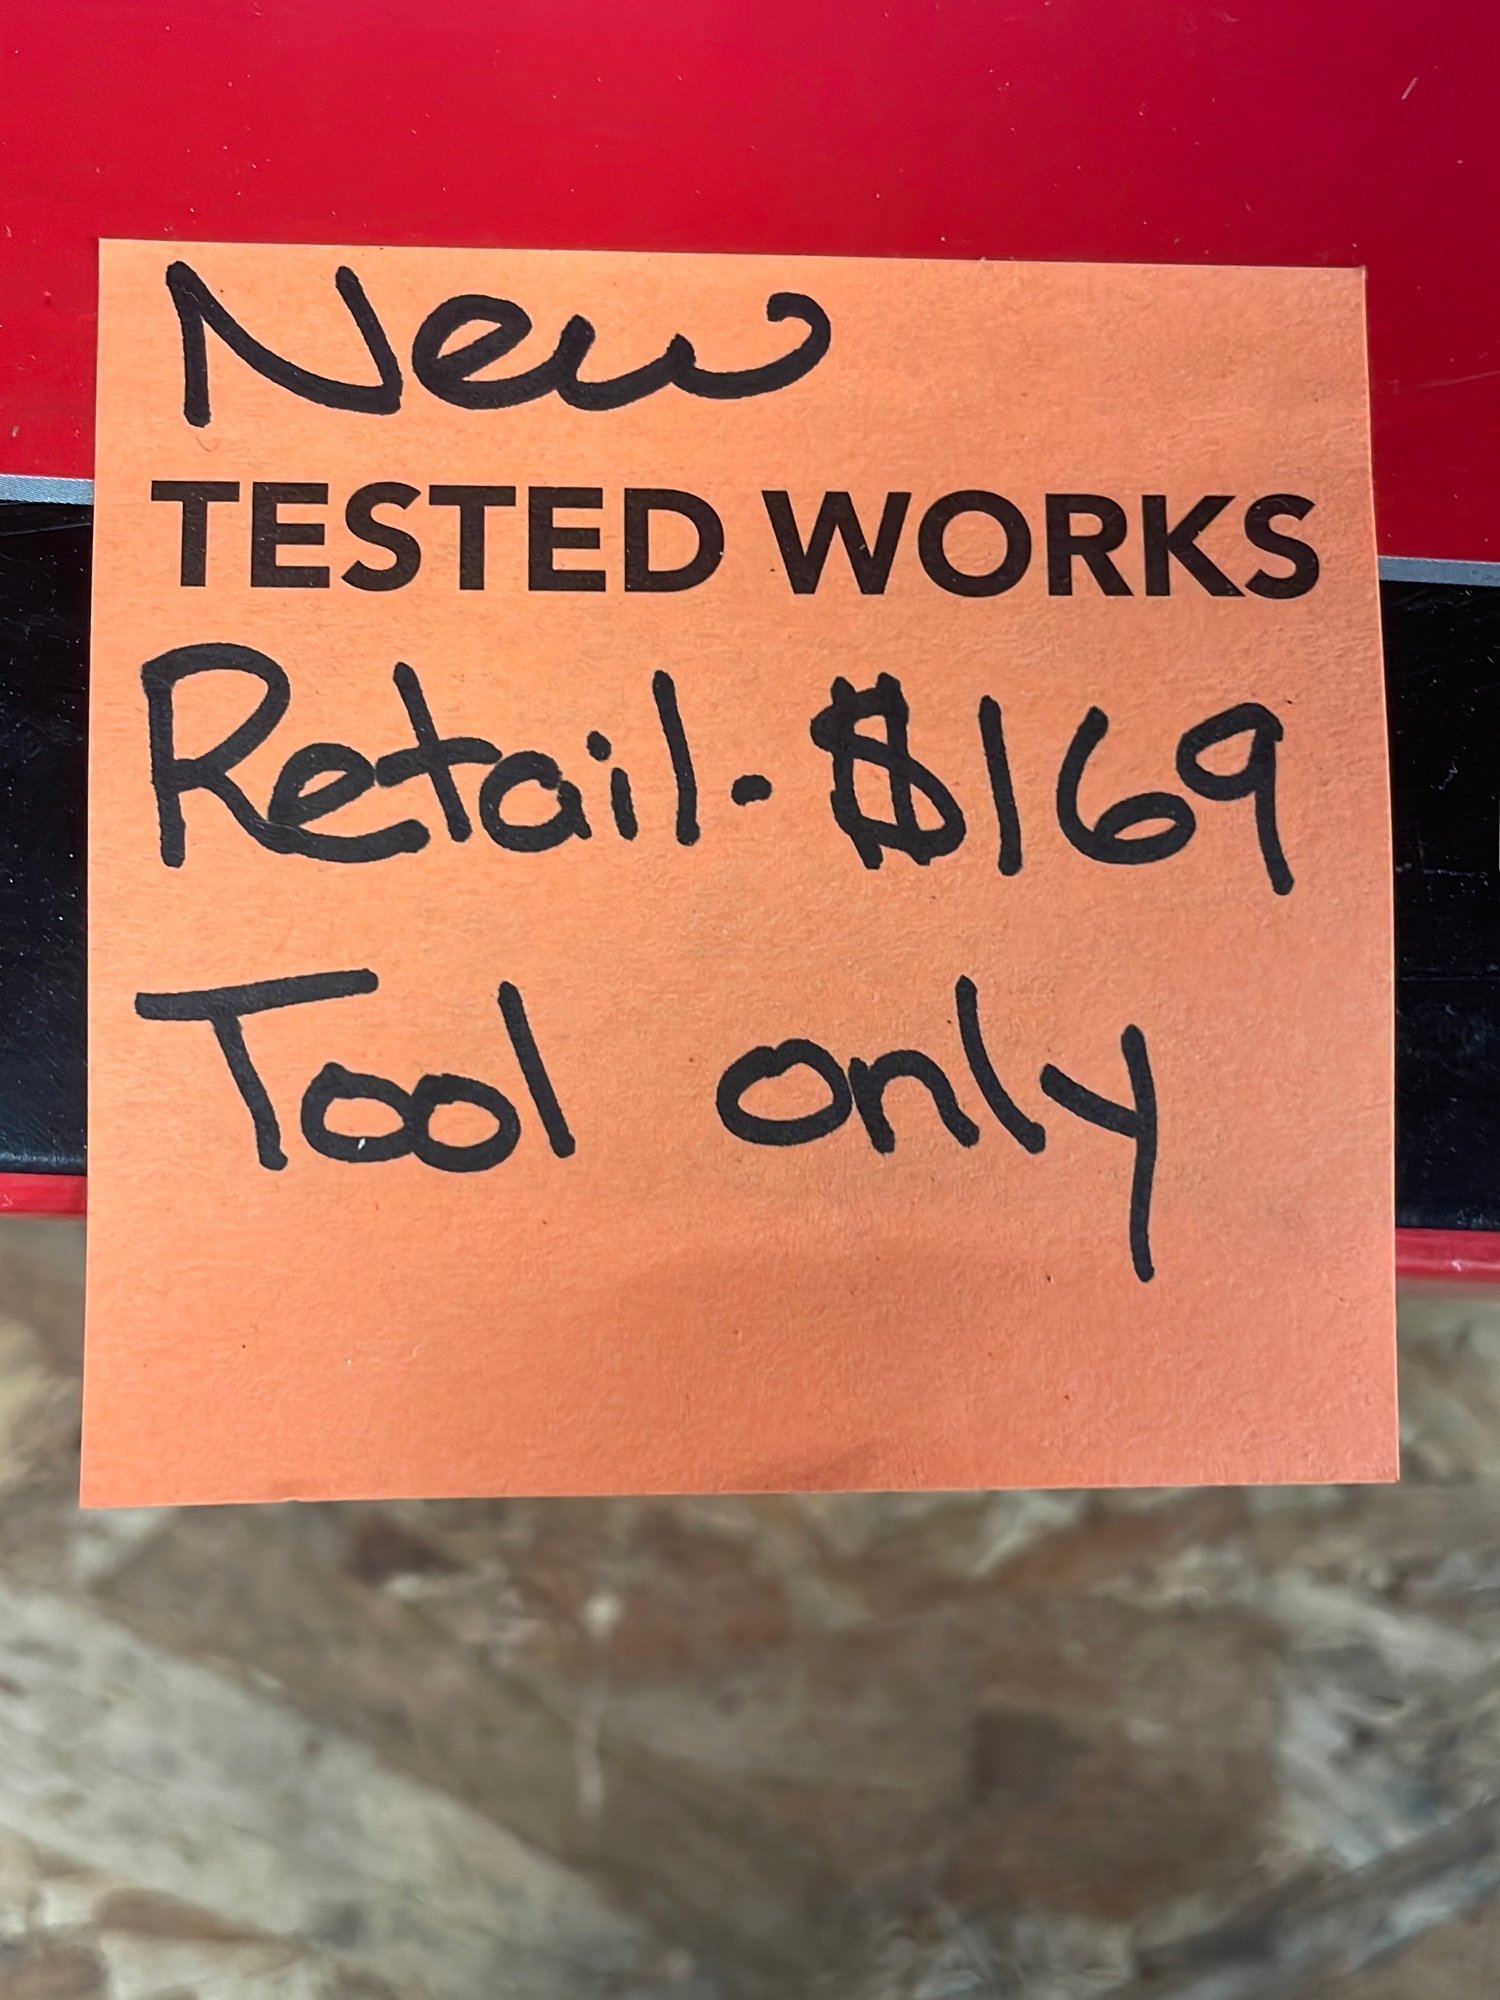 New
TESTED WORKS
Retail. $169
Tool only